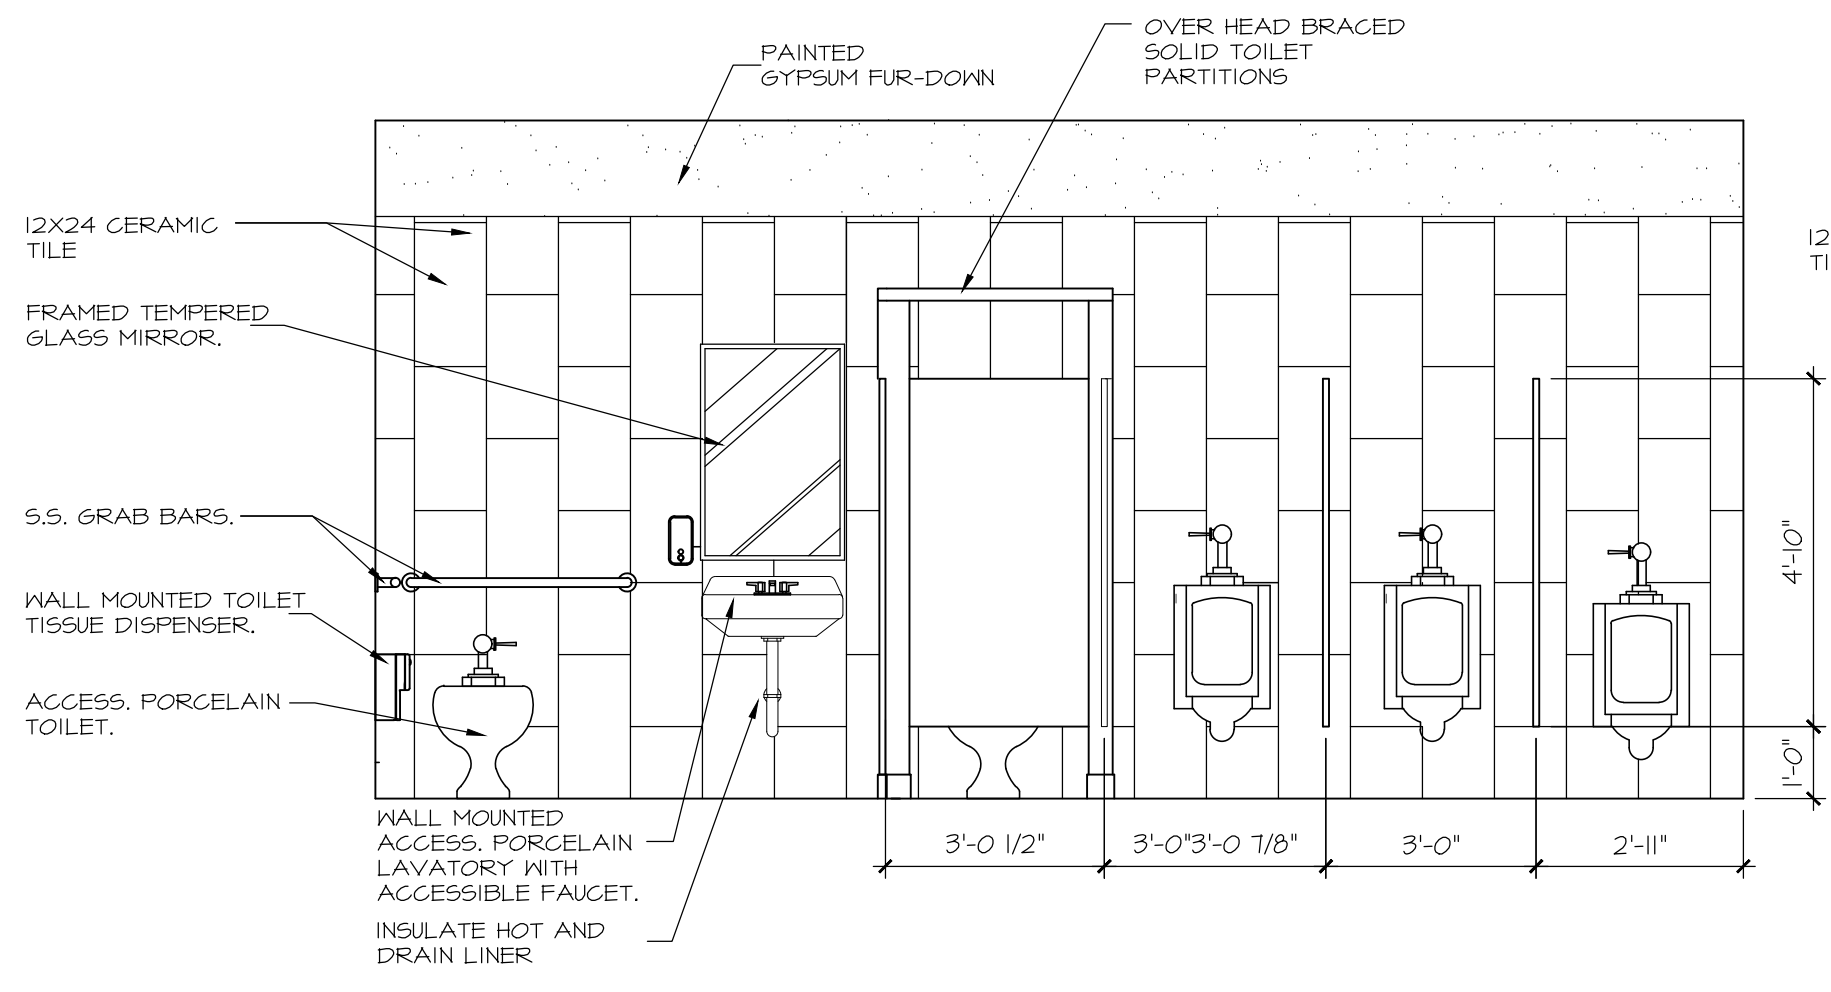 OVER HEAD BRACED
SOLID TOILET
PARTITIONS
PAINTED
GYPSUM FUR-DOWN
12X24 CERAMIC
TILE
12
TI
FRAMED TEMPERED
GLASS MIRROR.
S.S. GRAB BARS.
WALL MOUNTED TOILET
TISSUE DISPENSER.
ACCESS. PORCELAIN
TOILET.
4'-10"
1'-0"
WALL MOUNTED
ACCESS. PORCELAIN
LAVATORY WITH
ACCESSIBLE FAUCET.
INSULATE HOT AND
DRAIN LINER
3'-0 1/2"
3'-0"3'-0 7/8"
3'-0"
2'-11"